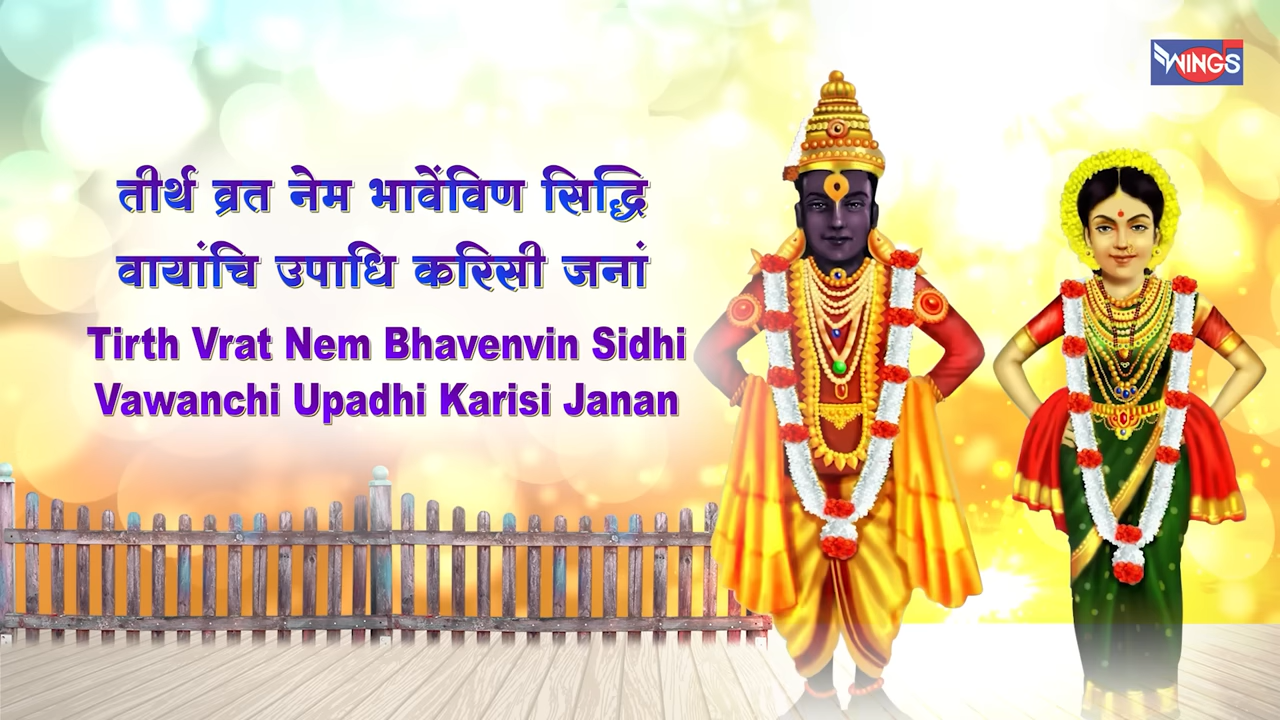 WINGS
तीर्थ व्रत नेम भावेंविण सिद्धि
वायांचि उपाधि करिसी जनां
Tirth Vrat Nem Bhavenvin Sidhi
Vawanchi Upadhi Karisi Janan